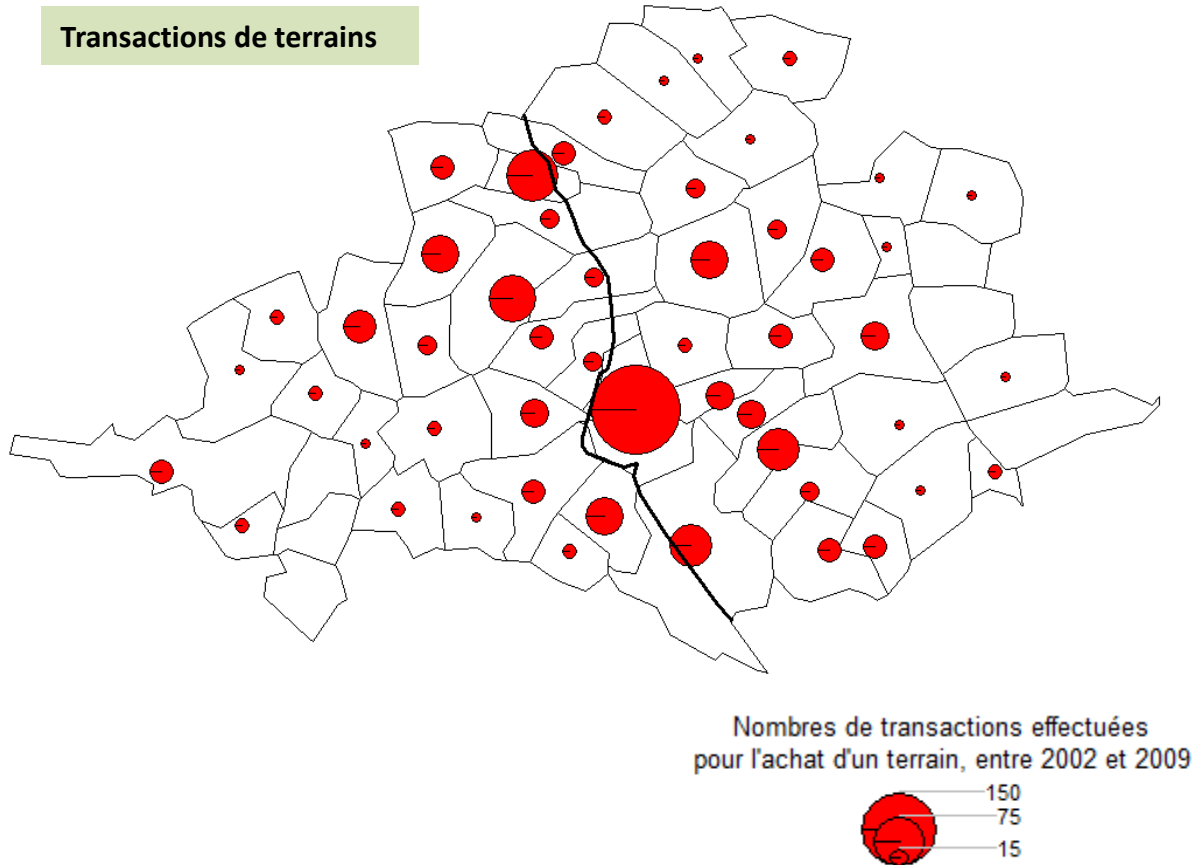 Transactions de terrains
Nombres de transactions effectuées
pour l'achat d'un terrain, entre 2002 et 2009
150
75
15